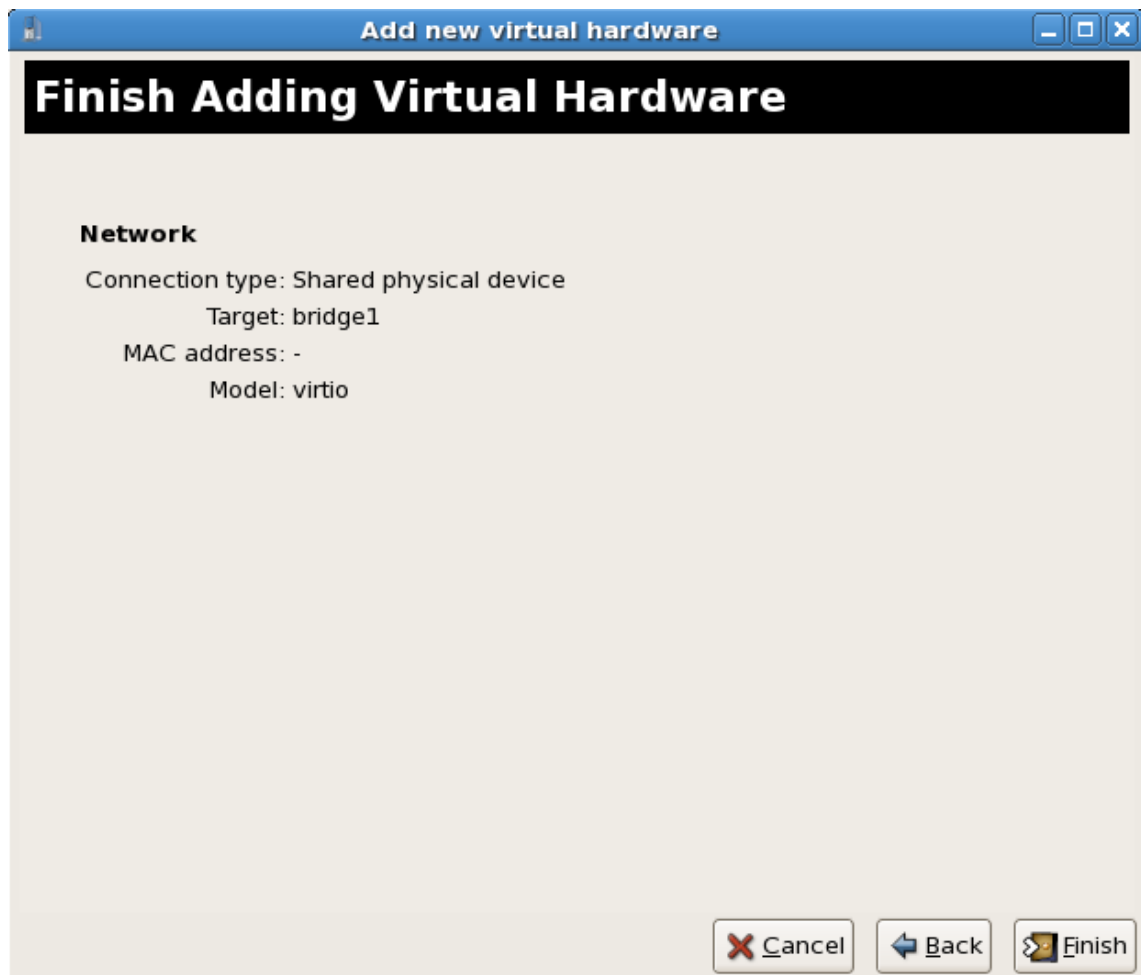 Add new virtual hardware
Finish Adding Virtual Hardware
Network
Connection type: Shared physical device
Target: bridge1
MAC address: -
Model: virtio
Cancel Back Finish